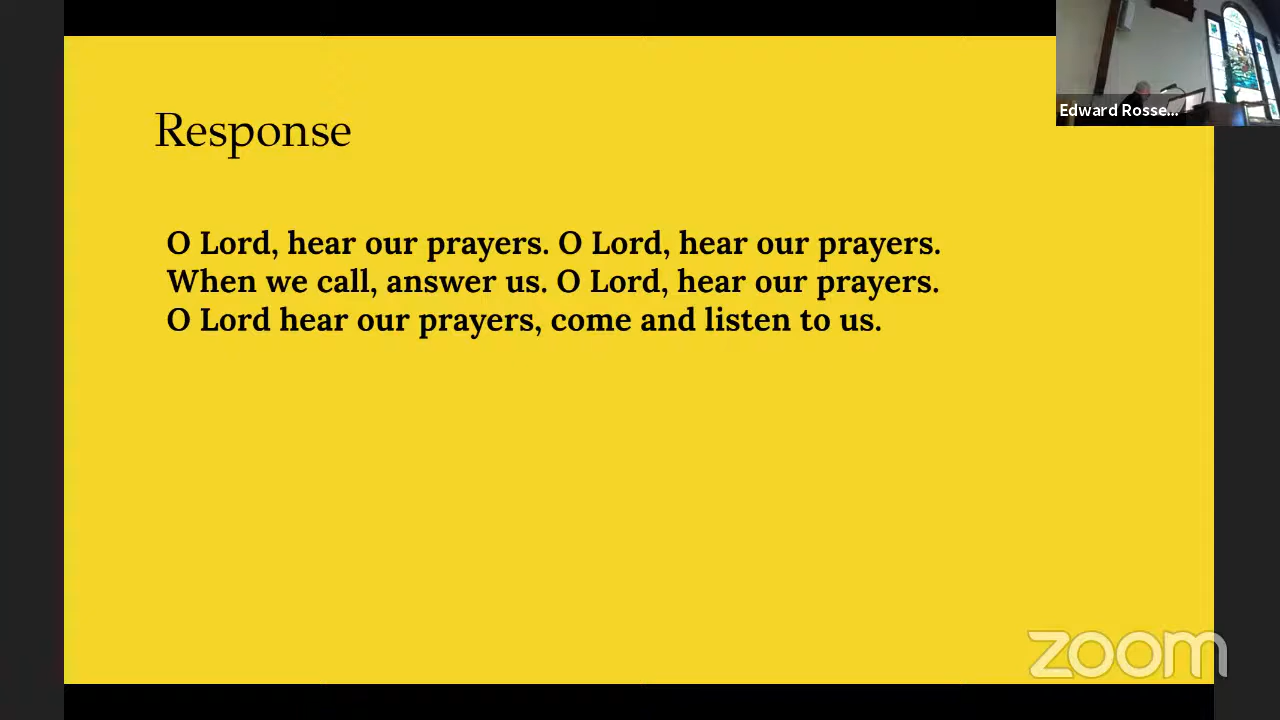 Edward Rosse...
Response
O Lord, hear our prayers. O Lord, hear our prayers.
When we call, answer us. O Lord, hear our prayers.
O Lord hear our prayers, come and listen to us.
zoom